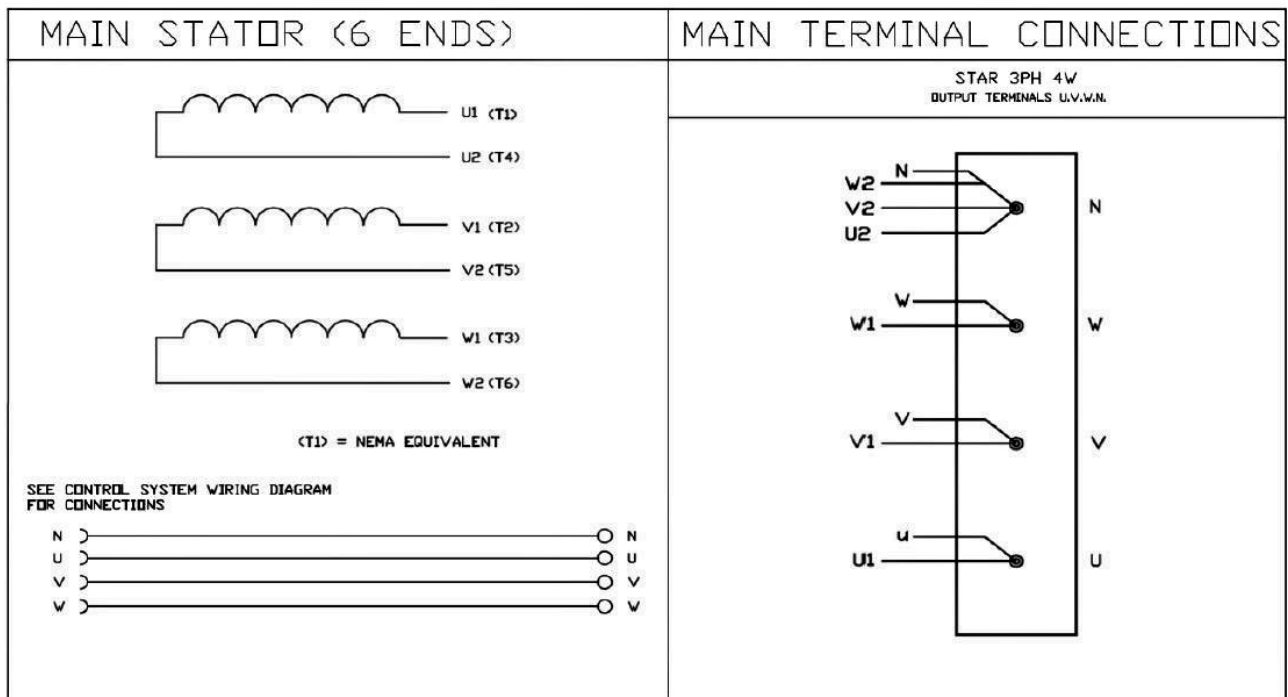 MAIN STATOR (6 ENDS)
U1 (T1)
U2 (T4)
V1 (T2)
V2 (T5)
W1 (T3)
W2 (T6)
(T1) = NEMA EQUIVALENT
SEE CONTROL SYSTEM WIRING DIAGRAM
FOR CONNECTIONS
N N
U U
V V
W W
MAIN TERMINAL CONNECTIONS
STAR 3PH 4W
OUTPUT TERMINALS U.V.W.N.
N
W2
V2
U2
N
W
W1
W
V
V1
V
u
U1
U